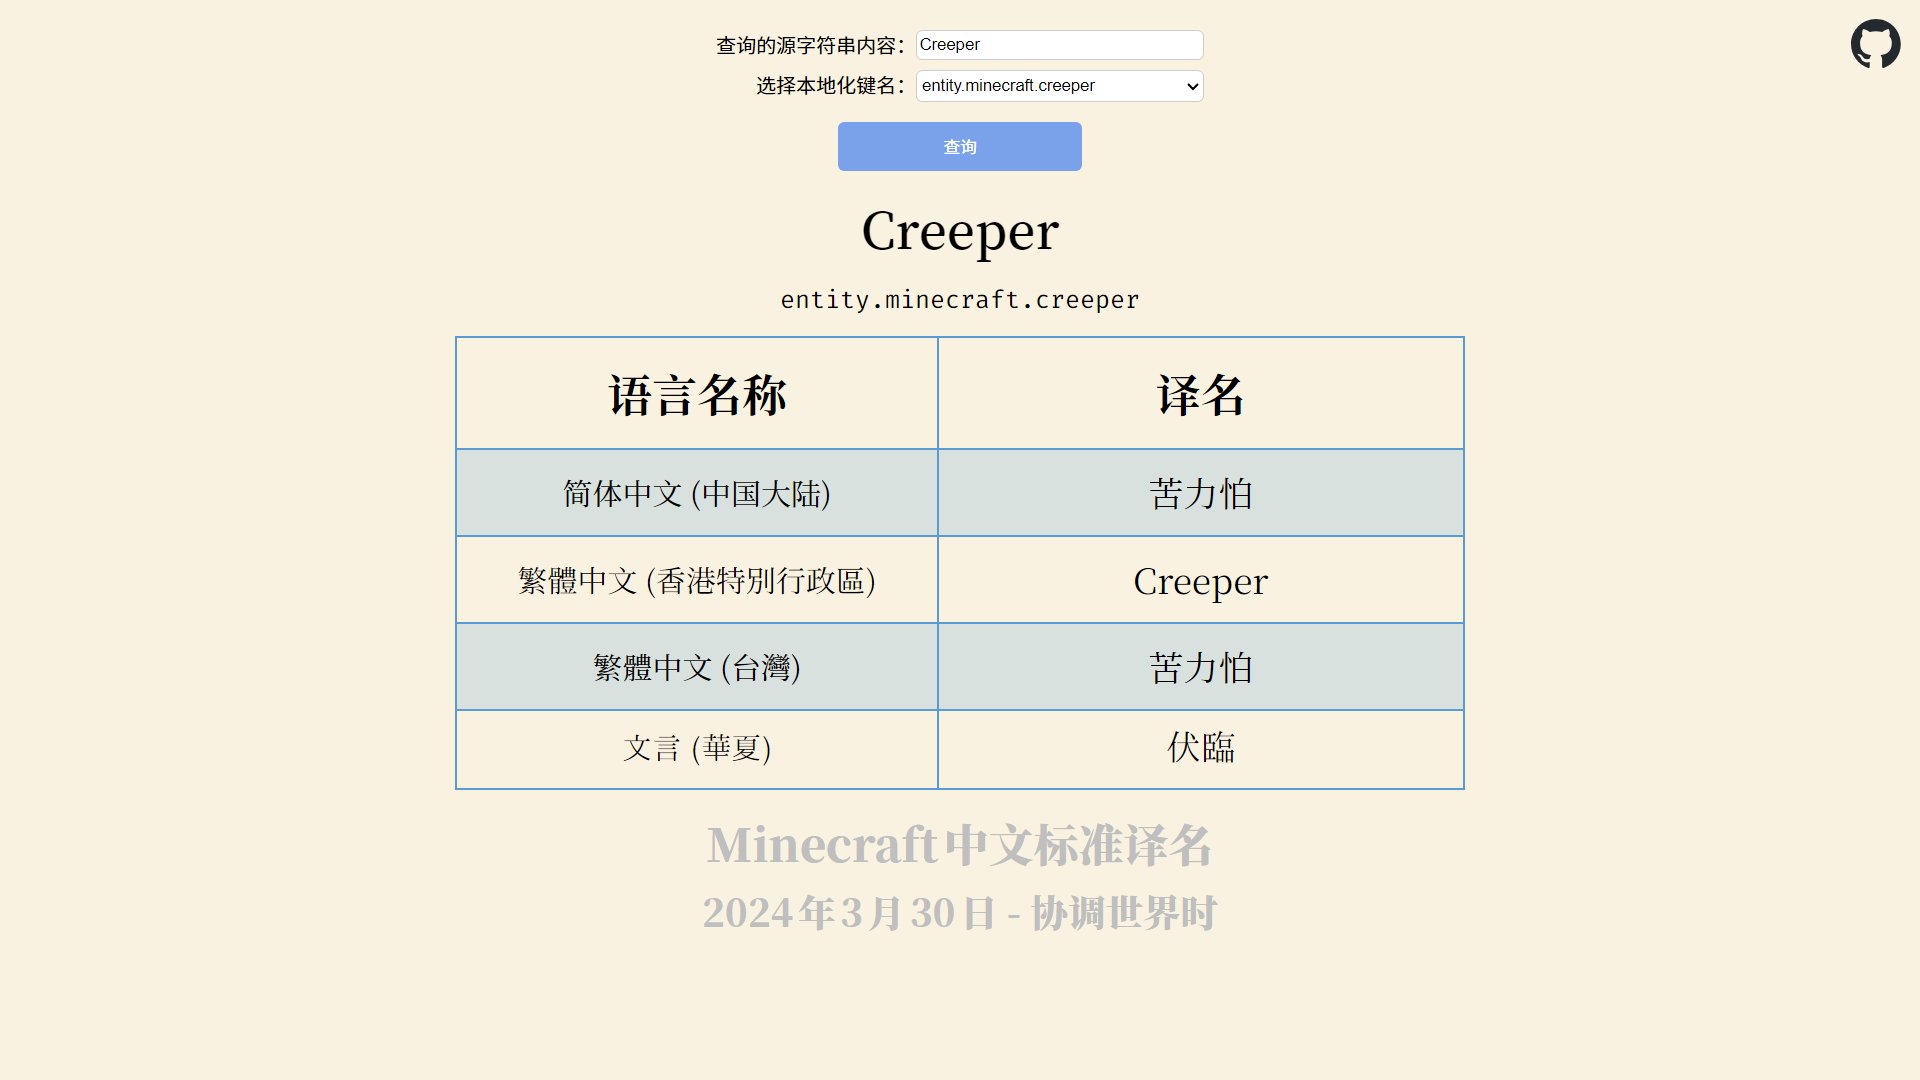 查询的源字符串内容： Creeper
选择本地化键名： entity.minecraft.creeper
查询
Creeper
entity.minecraft.creeper
语言名称 译名
简体中文 (中国大陆) 苦力怕
繁體中文 (香港特別行政區) Creeper
繁體中文 (台灣) 苦力怕
文言 (華夏) 伏臨
Minecraft中文标准译名
2024年3月30日 - 协调世界时